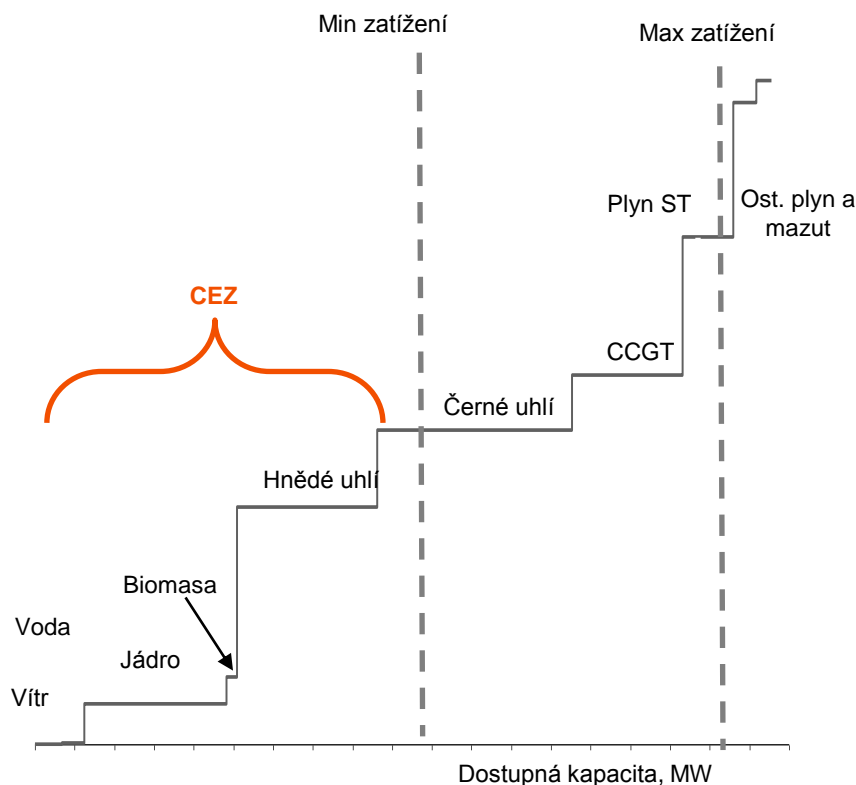 Min zatížení
Max zatížení
Plyn ST
Ost. plyn a
mazut
CEZ
CCGT
Černé uhlí
Hnědé uhlí
Biomasa
Voda
Jádro
Vítr
Dostupná kapacita, MW